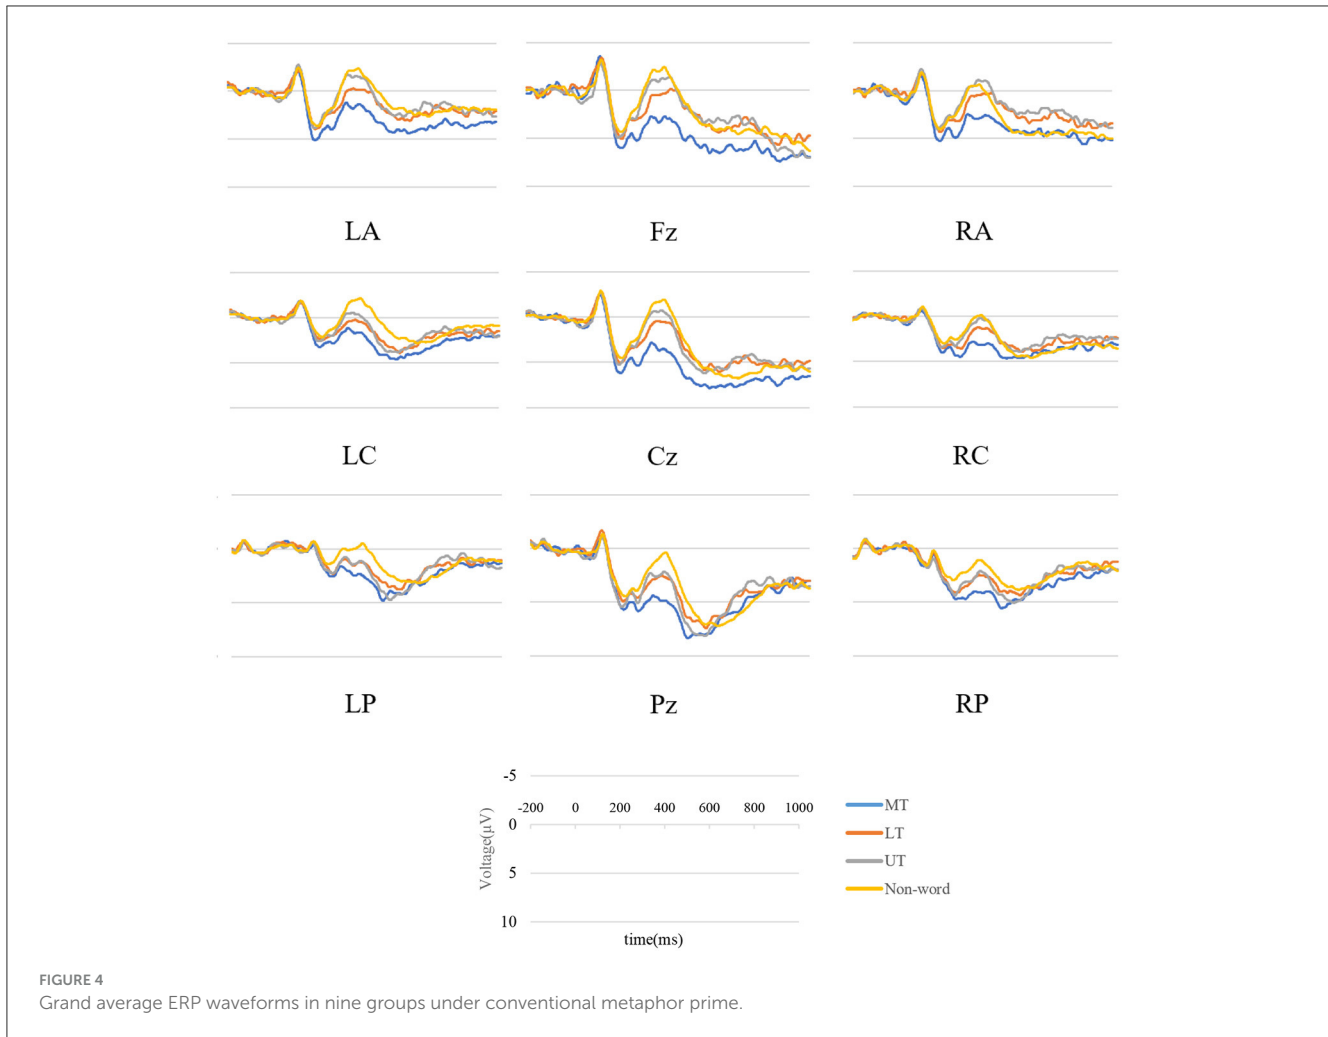 LA Fz RA
LC Cz RC
LP Pz RP
-5
-200 0 200 400 600 800 1000
0
5
10
Voltage(μV)
time(ms)
MT
LT
UT
Non-word
FIGURE 4
Grand average ERP waveforms in nine groups under conventional metaphor prime.